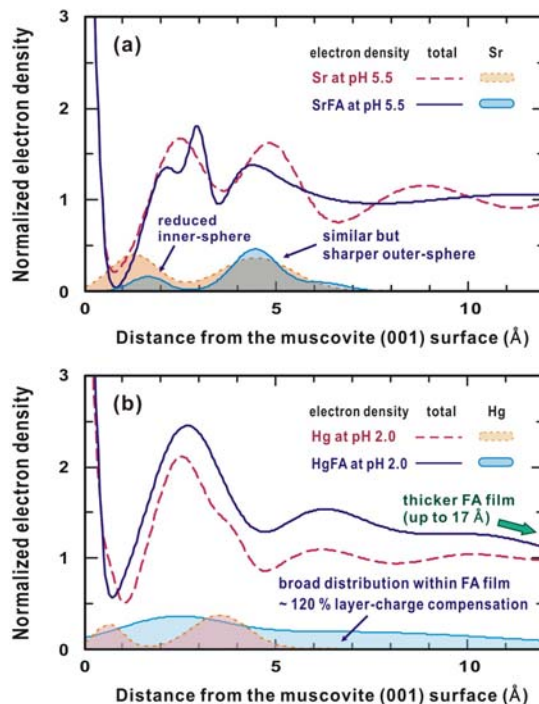 3
(a)
electron density total Sr
Sr at pH 5.5
SrFA at pH 5.5
2
1
reduced
inner-sphere
similar but
sharper outer-sphere
0
0 5 10
Normalized electron density
Distance from the muscovite (001) surface (Å)
3
(b)
electron density total Hg
Hg at pH 2.0
HgFA at pH 2.0
2
thicker FA film
(up to 17 Å)
1
broad distribution within FA film
~ 120 % layer-charge compensation
0
0 5 10
Normalized electron density
Distance from the muscovite (001) surface (Å)